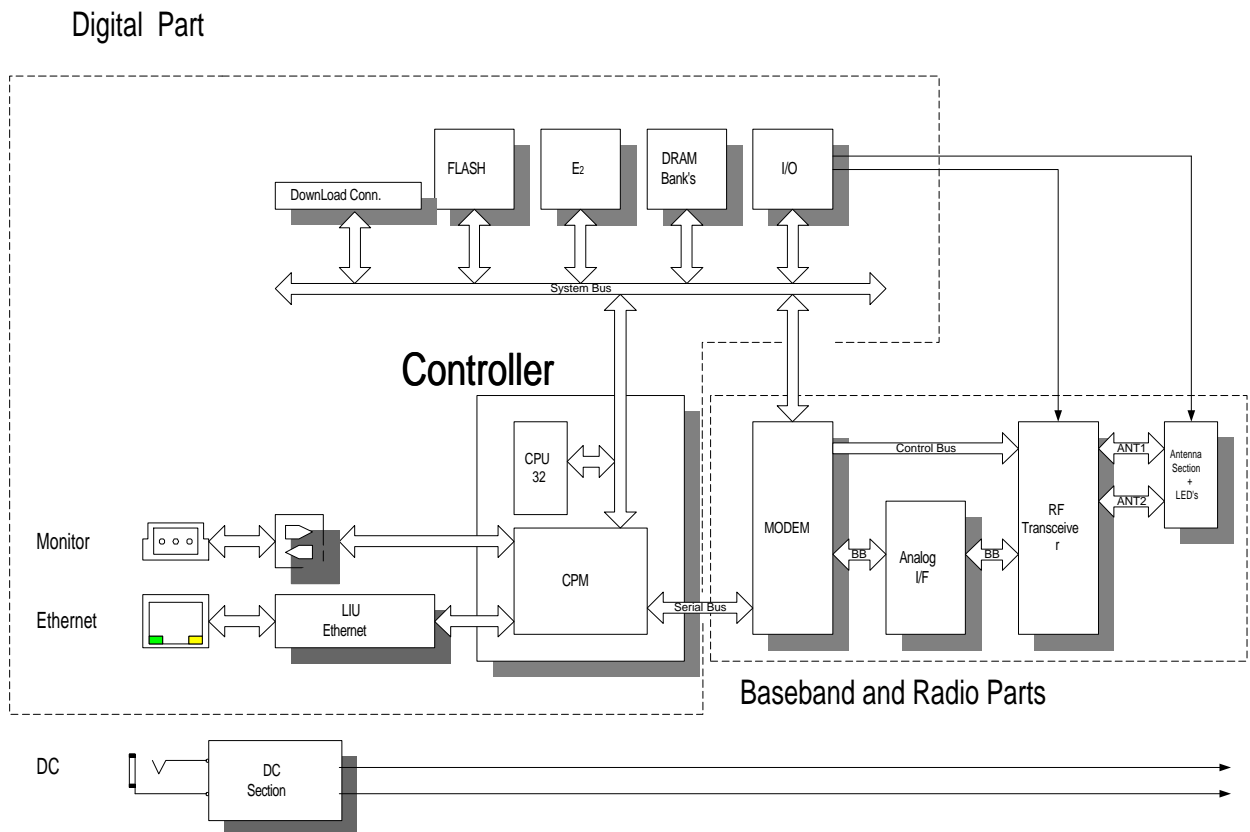 Digital Part
DownLoad Conn.
FLASH
E2
DRAM
Bank's
I/O
System Bus
Controller
CPU
32
CPM
Monitor
Ethernet
LIU
Ethernet
Serial Bus
MODEM
Control Bus
BB
Analog
I/F
BB
RF
Transceive
r
ANT1
ANT2
Antenna
Section
+
LED's
Baseband and Radio Parts
DC
DC
Section